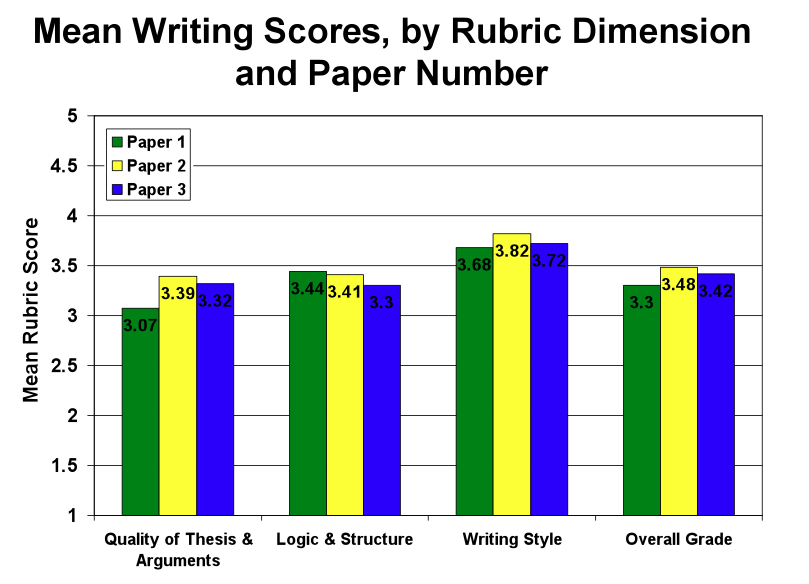 Mean Writing Scores, by Rubric Dimension
and Paper Number
Mean Rubric Score
5
4.5
4
3.5
3
2.5
2
1.5
1
Paper 1
Paper 2
Paper 3
3.07
3.39
3.32
3.44
3.41
3.3
3.68
3.82
3.72
3.3
3.48
3.42
Quality of Thesis &
Arguments
Logic & Structure
Writing Style
Overall Grade